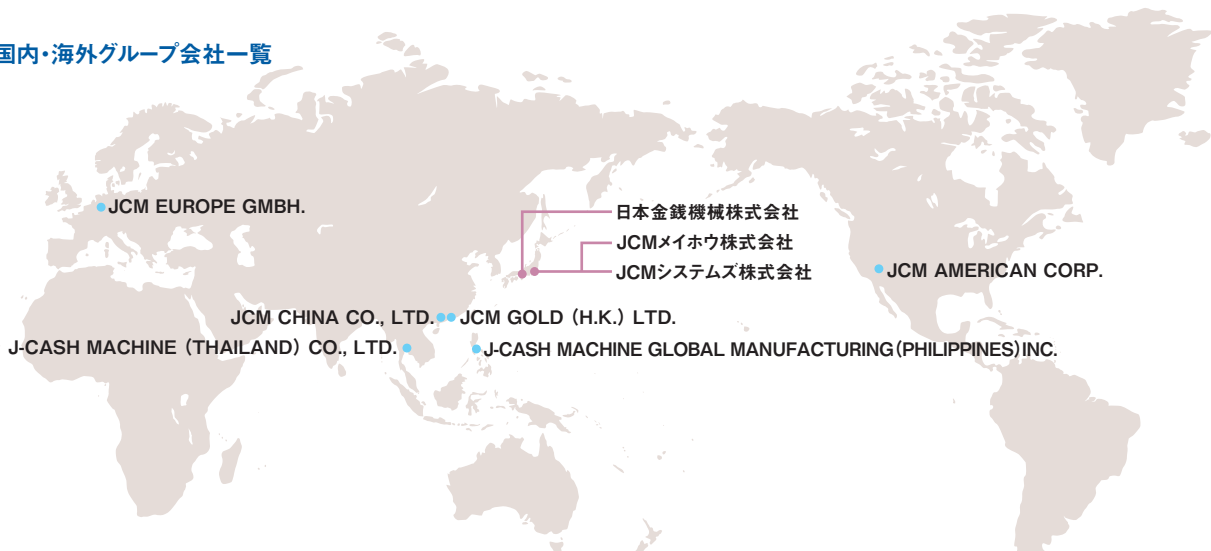 国内・海外グループ会社一覧
JCM EUROPE GMBH.
日本金銭機械株式会社
JCMメイホウ株式会社
JCMシステムズ株式会社
JCM AMERICAN CORP.
JCM CHINA CO., LTD.
JCM GOLD (H.K.) LTD.
J-CASH MACHINE (THAILAND) CO., LTD.
J-CASH MACHINE GLOBAL MANUFACTURING(PHILIPPINES)INC.